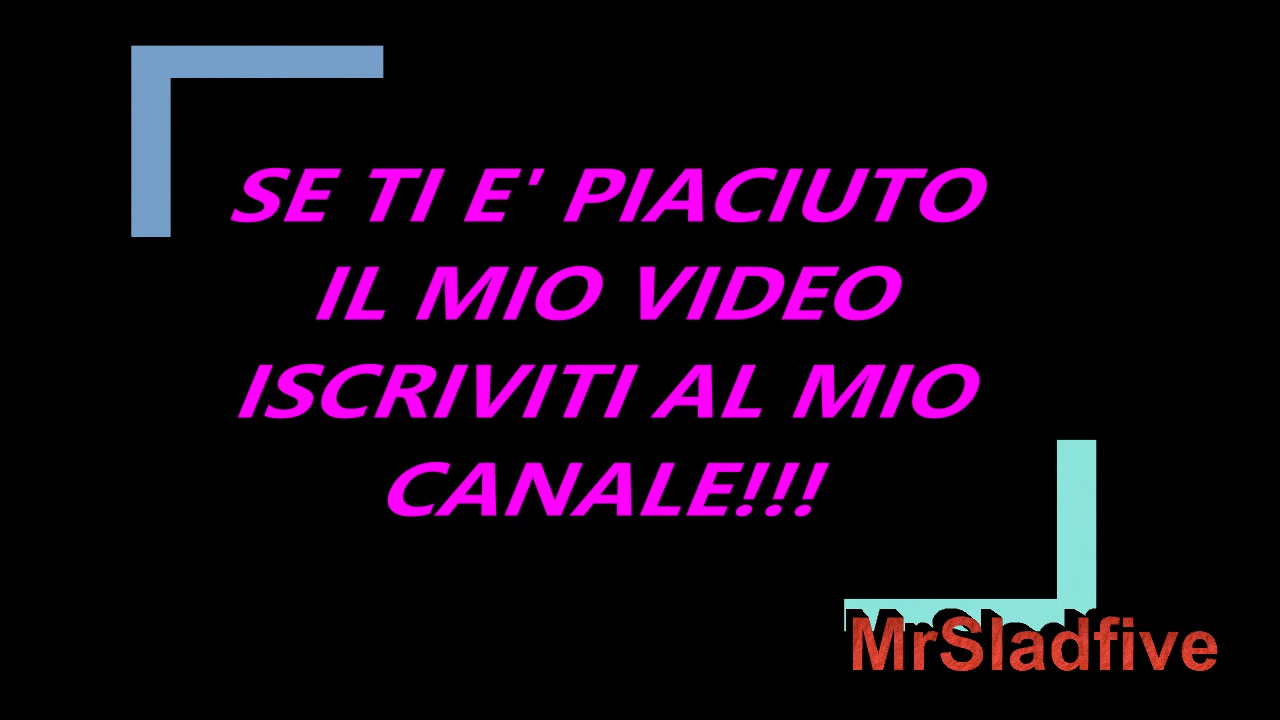 SE TI E' PIACIUTO
IL MIO VIDEO
ISCRIVITI AL MIO
CANALE!!!
MrSladfive